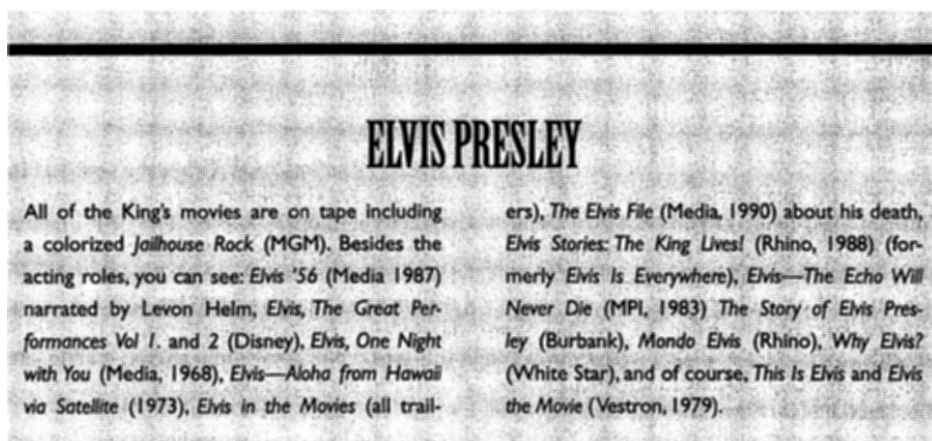 ELVIS PRESLEY
All of the King's movies are on tape including
a colorized Jailhouse Rock (MGM). Besides the
acting roles, you can see: Elvis '56 (Media 1987)
narrated by Levon Helm, Elvis, The Great Per-
formances Vol 1. and 2 (Disney), Elvis, One Night
with You (Media, 1968), Elvis—Aloha from Hawaii
via Satellite (1973), Elvis in the Movies (all trail-
ers), The Elvis File (Media, 1990) about his death,
Elvis Stories: The King Lives! (Rhino, 1988) (for-
merly Elvis Is Everywhere), Elvis—The Echo Will
Never Die (MPI, 1983) The Story of Elvis Pres-
ley (Burbank), Mondo Elvis (Rhino), Why Elvis?
(White Star), and of course, This Is Elvis and Elvis
the Movie (Vestron, 1979).